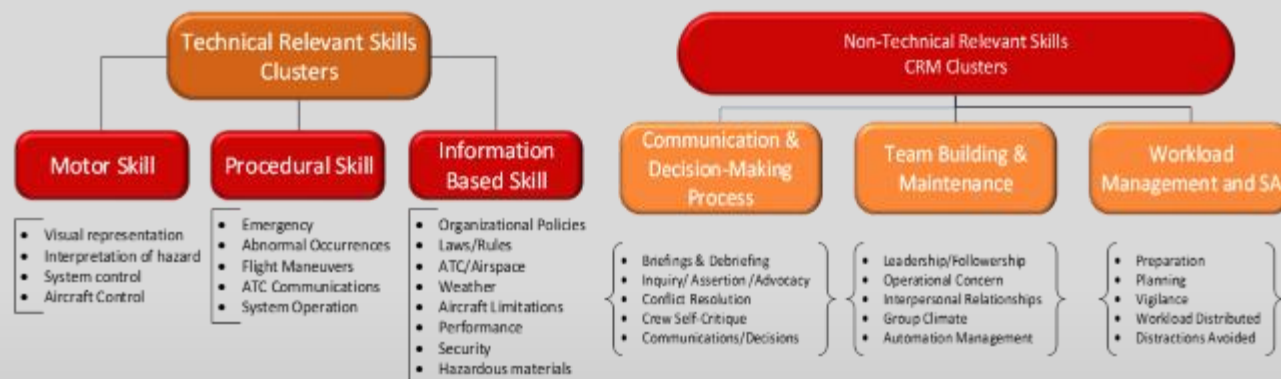 Technical Relevant Skills
Clusters
Motor Skill
• Visual representation
• Interpretation of hazard
• System control
• Aircraft Control
Procedural Skill
• Emergency
• Abnormal Occurrences
• Flight Maneuvers
• ATC Communications
• System Operation
Information
Based Skill
• Organizational Policies
• Laws/Rules
• ATC/Airspace
• Weather
• Aircraft Limitations
• Performance
• Security
• Hazardous materials
Non-Technical Relevant Skills
CRM Clusters
Communication &
Decision-Making
Process
• Briefings & Debriefing
• Inquiry/ Assertion /Advocacy
• Conflict Resolution
• Crew Self-Critique
• Communications/Decisions
Team Building &
Maintenance
• Leadership/Followership
• Operational Concern
• Interpersonal Relationships
• Group Climate
• Automation Management
Workload
Management and SA
• Preparation
• Planning
• Vigilance
• Workload Distributed
• Distractions Avoided